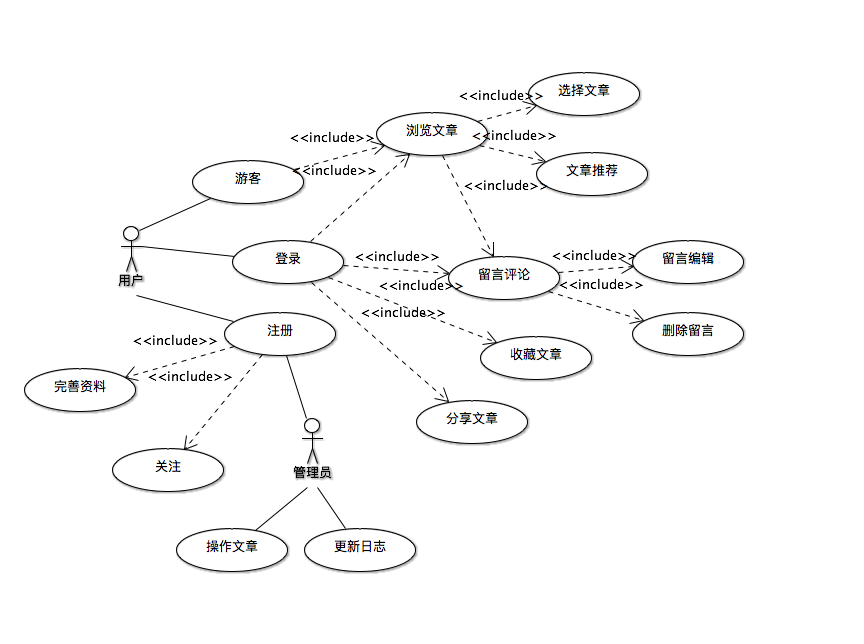 <<include>>
选择文章
浏览文章
<<include>>
<<include>>
<<include>>
文章推荐
游客
<<include>>
登录
<<include>>
<<include>>
留言编辑
用户
留言评论
<<include>>
<<include>>
<<include>>
注册
删除留言
<<include>>
收藏文章
<<include>>
完善资料
分享文章
关注
管理员
操作文章
更新日志